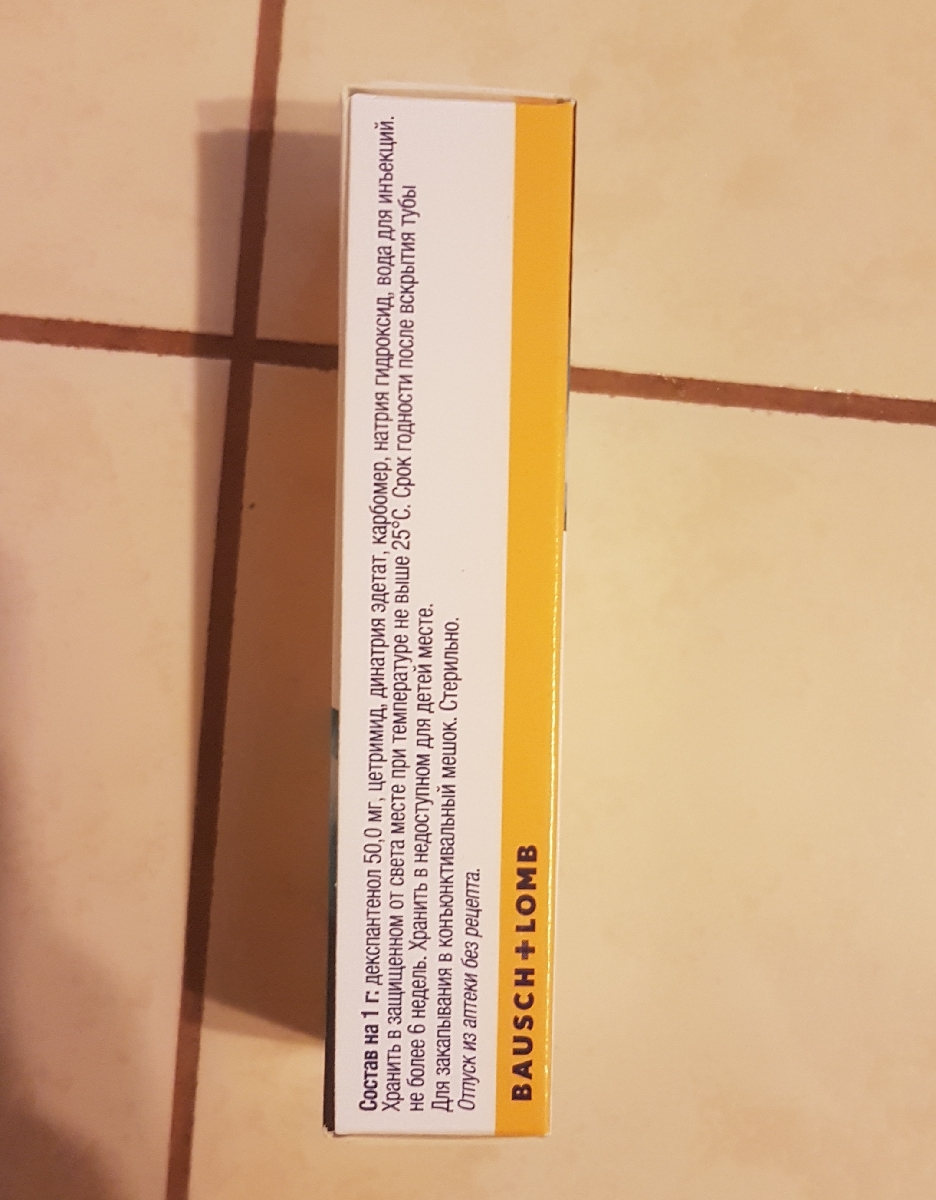 Состав на 1 г: декспантенол 50,0 мг, цетримид, динатрия эдетат, карбомер, натрия гидроксид, вода для инъекций.
Хранить в защищенном от света месте при температуре не выше 25°С. Срок годности после вскрытия тубы
не более 6 недель. Хранить в недоступном для детей месте.
Для закапывания в конъюнктивальный мешок. Стерильно.
Отпуск из аптеки без рецепта.
BAUSCH + LOMB